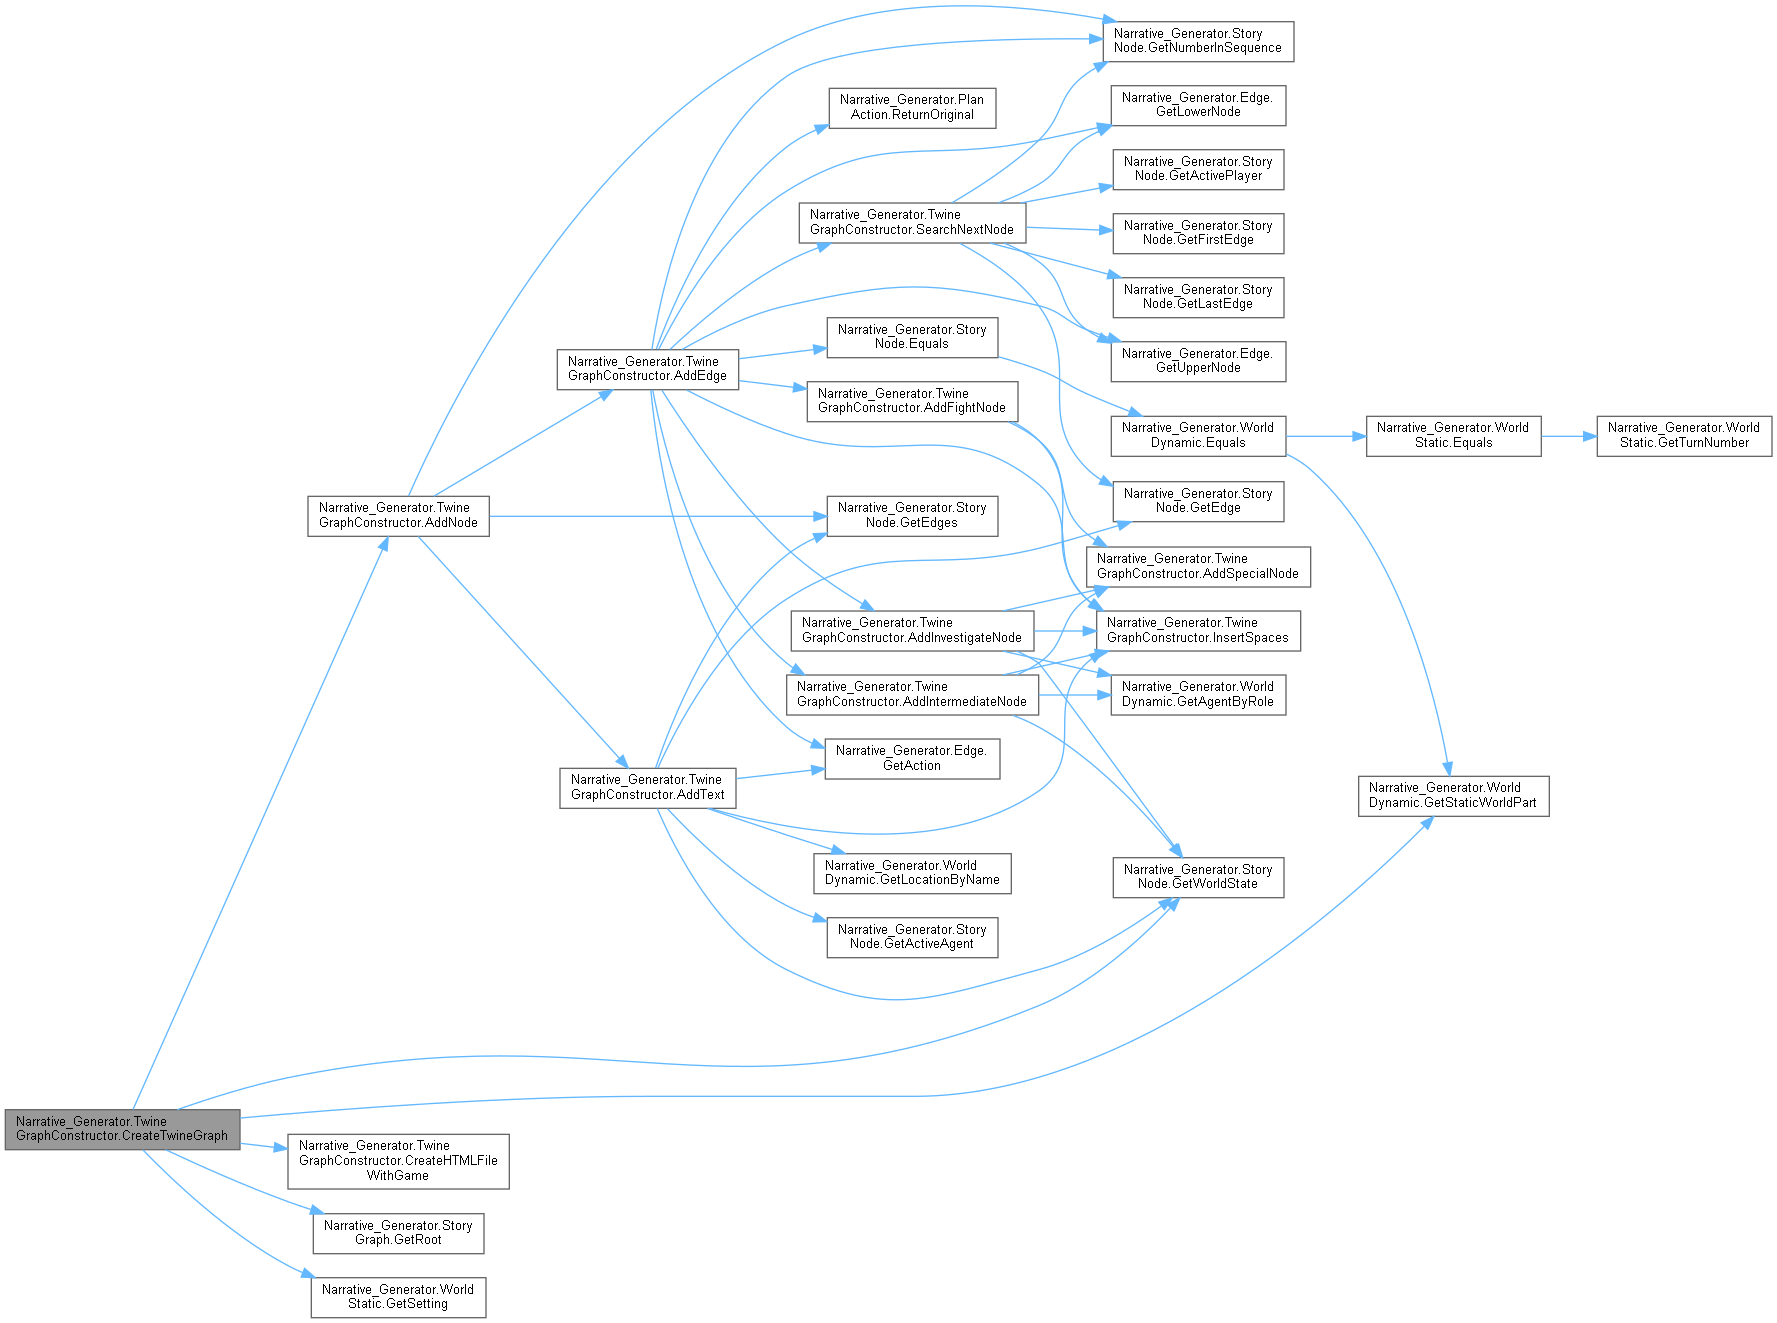 Narrative_Generator.Story
Node.GetNumberInSequence
Narrative_Generator.Plan
Action.ReturnOriginal
Narrative_Generator.Edge.
GetLowerNode
Narrative_Generator.Story
Node.GetActivePlayer
Narrative_Generator.Twine
GraphConstructor.SearchNextNode
Narrative_Generator.Story
Node.GetFirstEdge
Narrative_Generator.Story
Node.GetLastEdge
Narrative_Generator.Story
Node.Equals
Narrative_Generator.Edge.
GetUpperNode
Narrative_Generator.Twine
GraphConstructor.AddEdge
Narrative_Generator.Twine
GraphConstructor.AddFightNode
Narrative_Generator.World
Dynamic.Equals
Narrative_Generator.World
Static.Equals
Narrative_Generator.World
Static.GetTurnNumber
Narrative_Generator.Story
Node.GetEdge
Narrative_Generator.Twine
GraphConstructor.AddNode
Narrative_Generator.Story
Node.GetEdges
Narrative_Generator.Twine
GraphConstructor.AddSpecialNode
Narrative_Generator.Twine
GraphConstructor.AddInvestigateNode
Narrative_Generator.Twine
GraphConstructor.InsertSpaces
Narrative_Generator.Twine
GraphConstructor.AddIntermediateNode
Narrative_Generator.World
Dynamic.GetAgentByRole
Narrative_Generator.Edge.
GetAction
Narrative_Generator.Twine
GraphConstructor.AddText
Narrative_Generator.World
Dynamic.GetStaticWorldPart
Narrative_Generator.World
Dynamic.GetLocationByName
Narrative_Generator.Story
Node.GetWorldState
Narrative_Generator.Story
Node.GetActiveAgent
Narrative_Generator.Twine
GraphConstructor.CreateTwineGraph
Narrative_Generator.Twine
GraphConstructor.CreateHTMLFile
WithGame
Narrative_Generator.Story
Graph.GetRoot
Narrative_Generator.World
Static.GetSetting